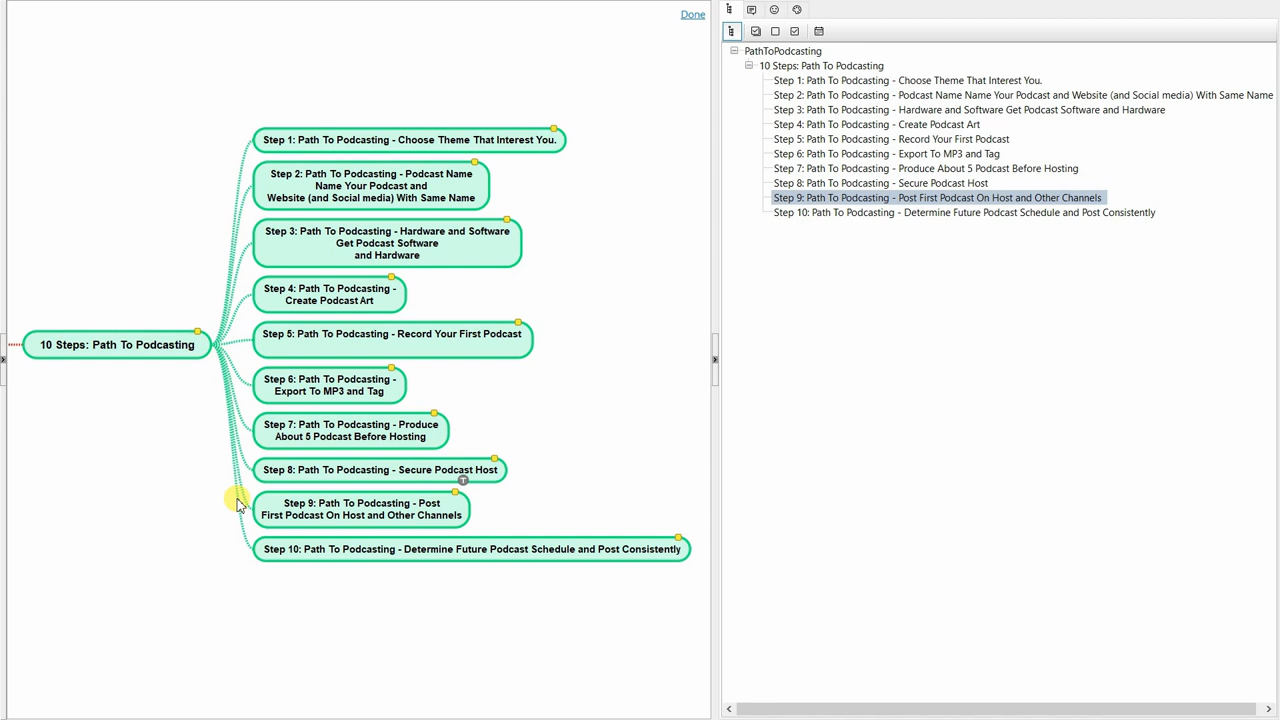 Done
10 Steps: Path To Podcasting
Step 1: Path To Podcasting - Choose Theme That Interest You.
Step 2: Path To Podcasting - Podcast Name
Name Your Podcast and
Website (and Social media) With Same Name
Step 3: Path To Podcasting - Hardware and Software
Get Podcast Software
and Hardware
Step 4: Path To Podcasting -
Create Podcast Art
Step 5: Path To Podcasting - Record Your First Podcast
Step 6: Path To Podcasting -
Export To MP3 and Tag
Step 7: Path To Podcasting - Produce
About 5 Podcast Before Hosting
Step 8: Path To Podcasting - Secure Podcast Host
T
Step 9: Path To Podcasting - Post
First Podcast On Host and Other Channels
Step 10: Path To Podcasting - Determine Future Podcast Schedule and Post Consistently
PathToPodcasting
10 Steps: Path To Podcasting
Step 1: Path To Podcasting - Choose Theme That Interest You.
Step 2: Path To Podcasting - Podcast Name Name Your Podcast and Website (and Social media) With Same Name
Step 3: Path To Podcasting - Hardware and Software Get Podcast Software and Hardware
Step 4: Path To Podcasting - Create Podcast Art
Step 5: Path To Podcasting - Record Your First Podcast
Step 6: Path To Podcasting - Export To MP3 and Tag
Step 7: Path To Podcasting - Produce About 5 Podcast Before Hosting
Step 8: Path To Podcasting - Secure Podcast Host
Step 9: Path To Podcasting - Post First Podcast On Host and Other Channels
Step 10: Path To Podcasting - Determine Future Podcast Schedule and Post Consistently